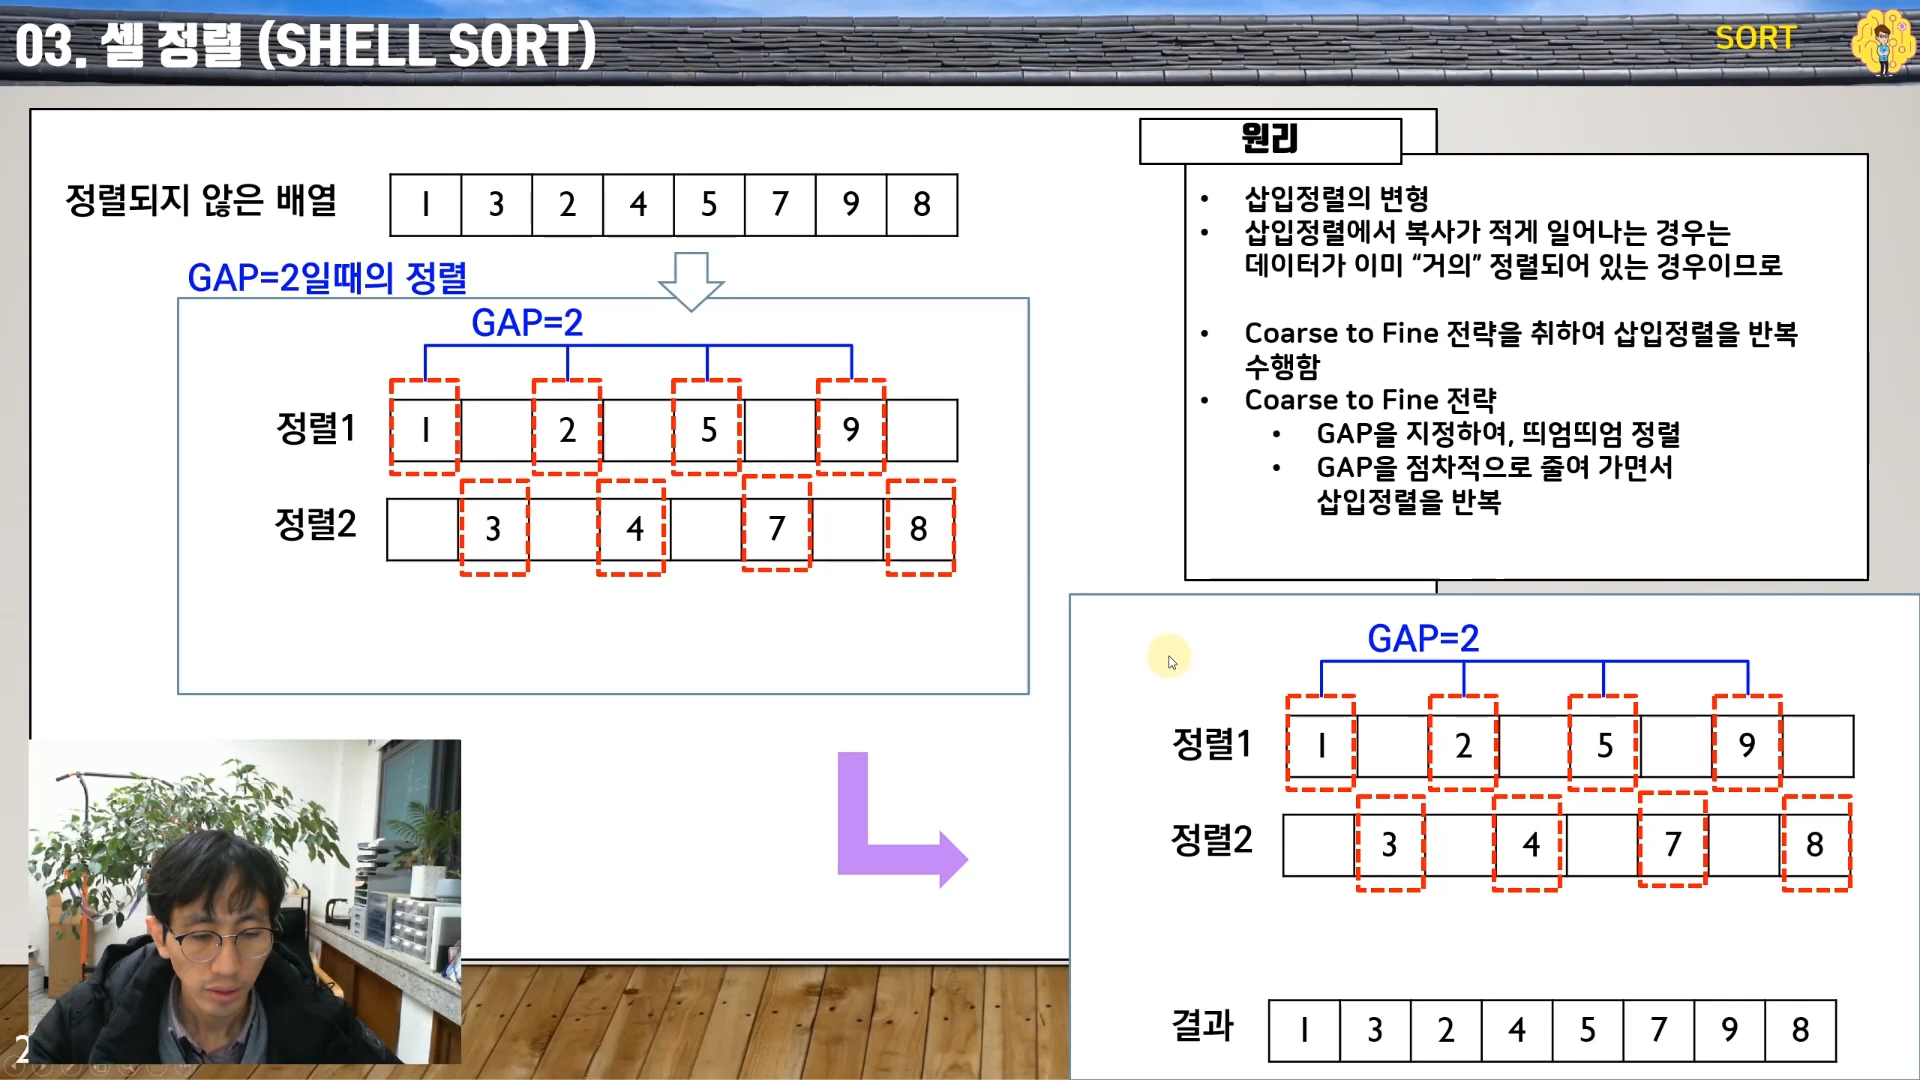 03. 셸 정렬 (SHELL SORT)
SORT
정렬되지 않은 배열 1 3 2 4 5 7 9 8
GAP=2일때의 정렬
GAP=2
정렬1 1 2 5 9
정렬2 3 4 7 8
원리
• 삽입정렬의 변형
• 삽입정렬에서 복사가 적게 일어나는 경우는
데이터가 이미 “거의” 정렬되어 있는 경우이므로
• Coarse to Fine 전략을 취하여 삽입정렬을 반복
수행함
• Coarse to Fine 전략
• GAP을 지정하여, 띄엄띄엄 정렬
• GAP을 점차적으로 줄여 가면서
삽입정렬을 반복
GAP=2
정렬1 1 2 5 9
정렬2 3 4 7 8
결과 1 3 2 4 5 7 9 8